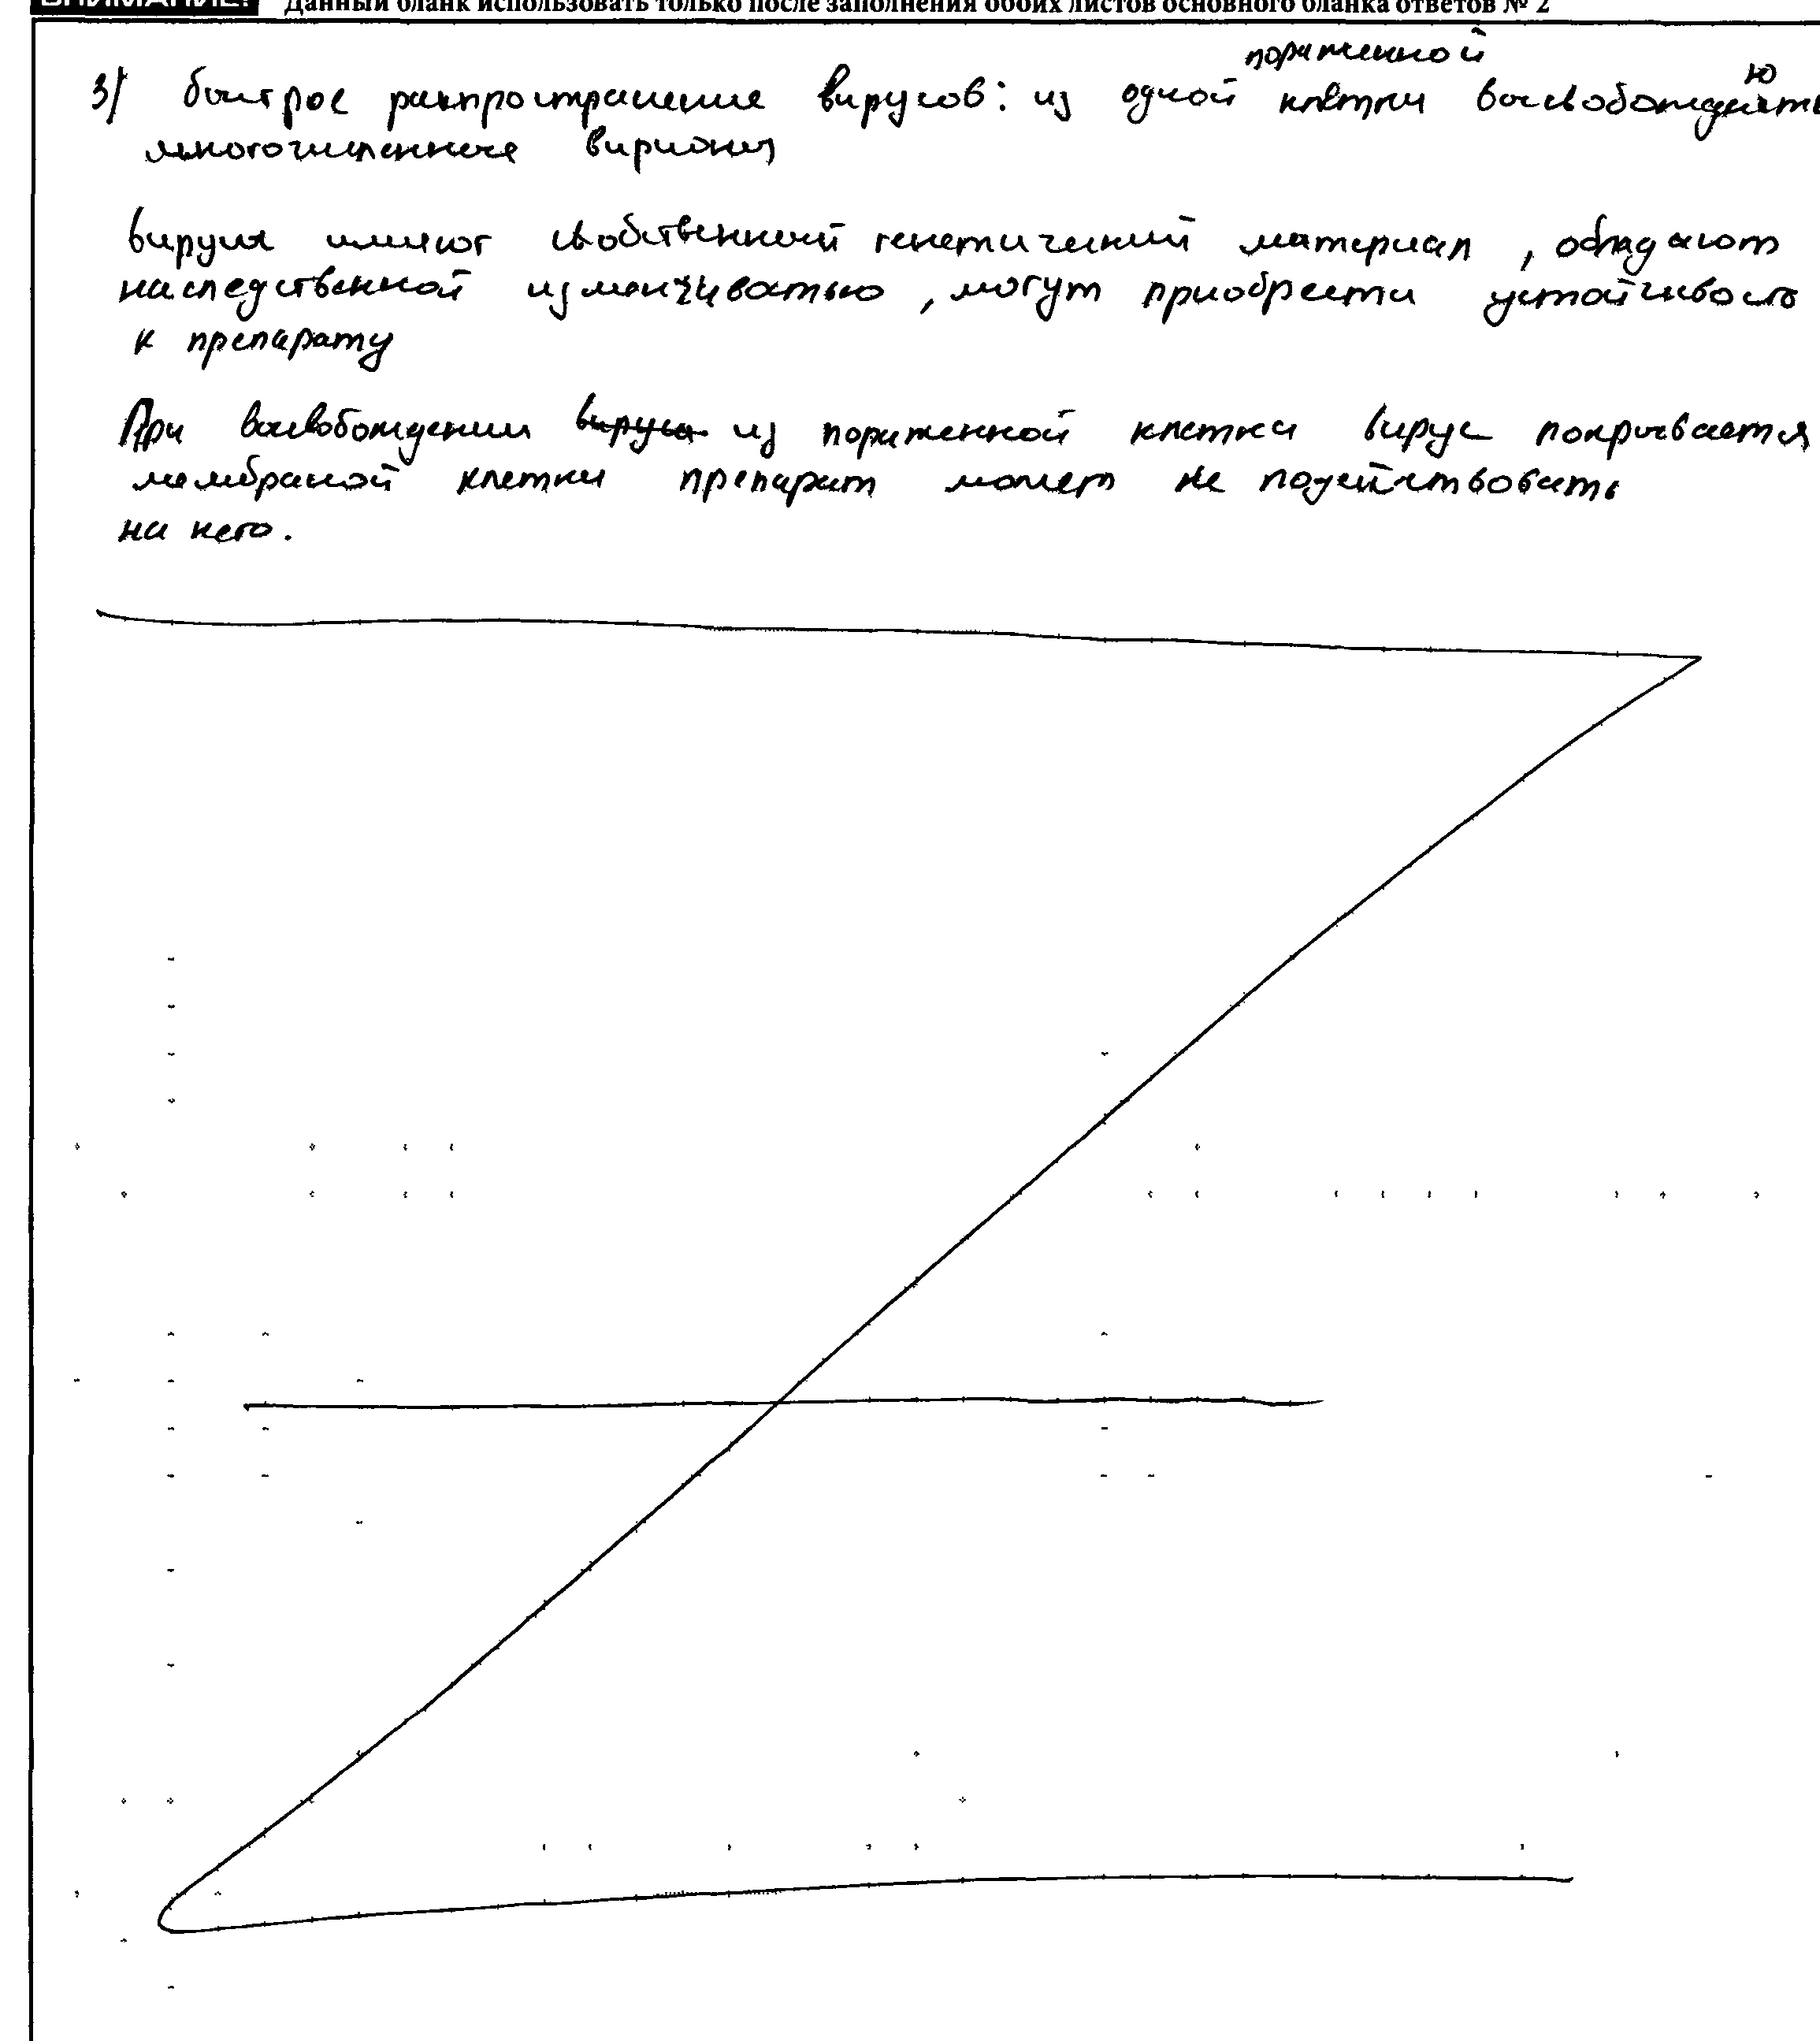 ВНИМАНИЕ! Данный бланк использовать только после заполнения обоих листов основного бланка ответов № 2
пораженной
3) быстрое распространение вирусов: из одной клетки
многочисленные вирионы
вирусы имеют собственный генетический материал, обладают
наследственной изменчивостью, могут приобрести устойчивость
к препарату
При высвобождении вируса из пораженной клетки вирус покрывается
мембраной клетки препарат может не подействовать
на него.